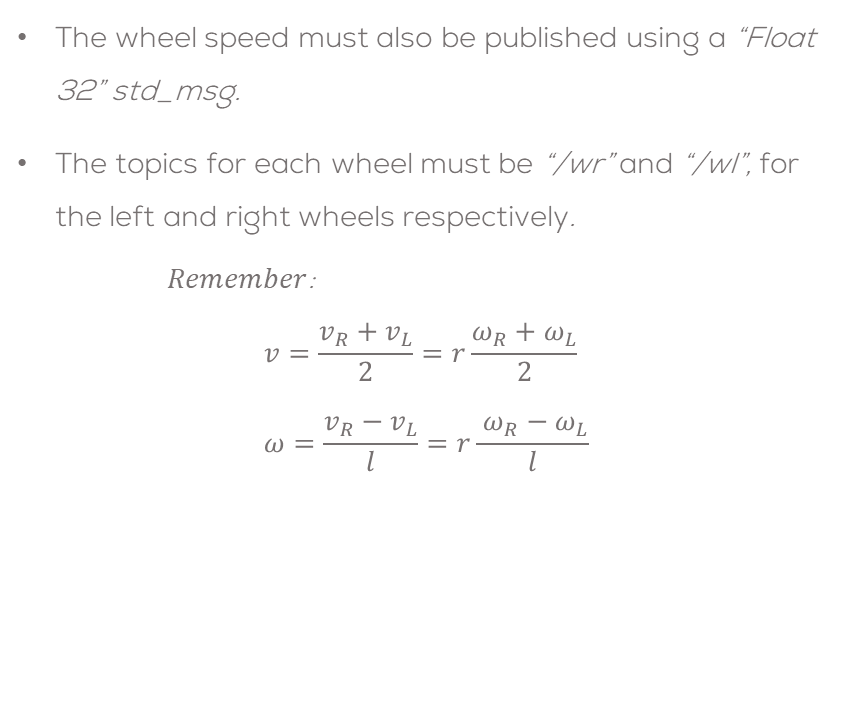 • The wheel speed must also be published using a “Float
32” std_msg.
• The topics for each wheel must be “/wr” and “/wl”, for
the left and right wheels respectively.
Remember:
v = (v_R + v_L)/2 = r (ω_R + ω_L)/2
ω = (v_R − v_L)/l = r (ω_R − ω_L)/l